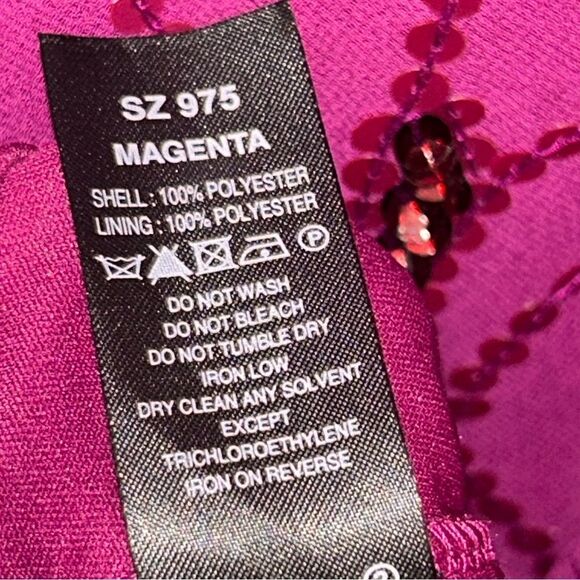 SZ 975
MAGENTA
SHELL : 100% POLYESTER
LINING : 100% POLYESTER
P
DO NOT WASH
DO NOT BLEACH
DO NOT TUMBLE DRY
IRON LOW
DRY CLEAN ANY SOLVENT
EXCEPT
TRICHLOROETHYLENE
IRON ON REVERSE